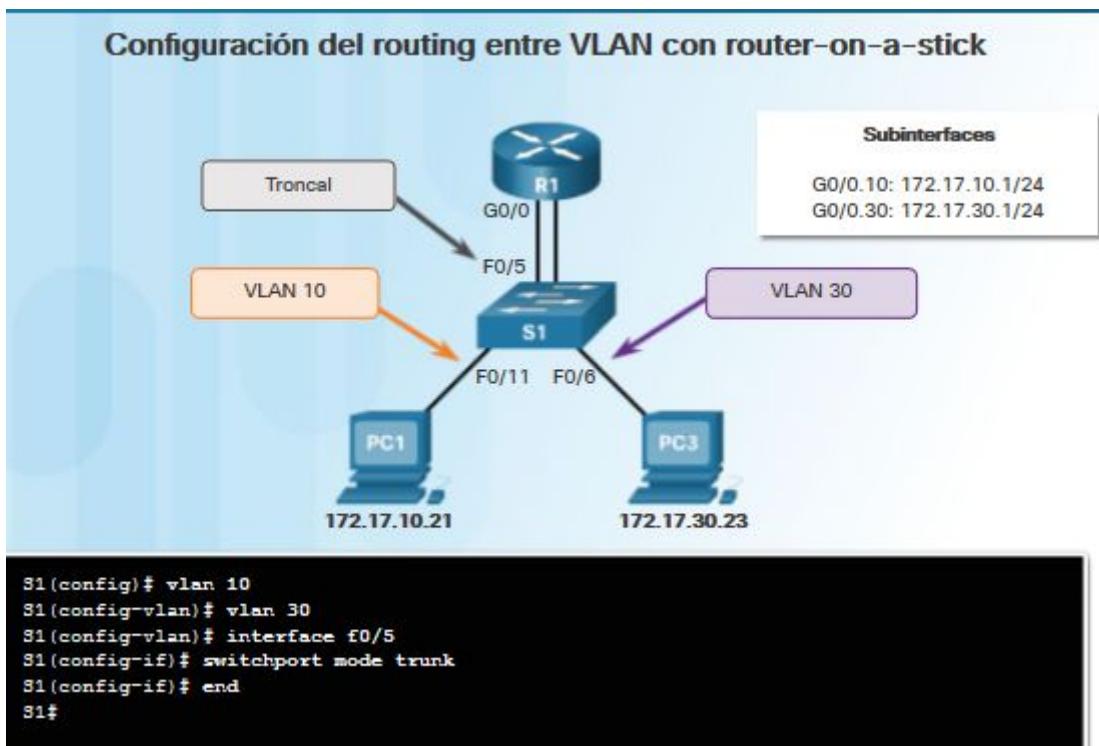 Configuración del routing entre VLAN con router-on-a-stick
Subinterfaces
G0/0.10: 172.17.10.1/24
G0/0.30: 172.17.30.1/24
Troncal
R1
G0/0
F0/5
VLAN 10
VLAN 30
S1
F0/11 F0/6
PC1
PC3
172.17.10.21
172.17.30.23
S1(config)# vlan 10
S1(config-vlan)# vlan 30
S1(config-vlan)# interface f0/5
S1(config-if)# switchport mode trunk
S1(config-if)# end
S1#